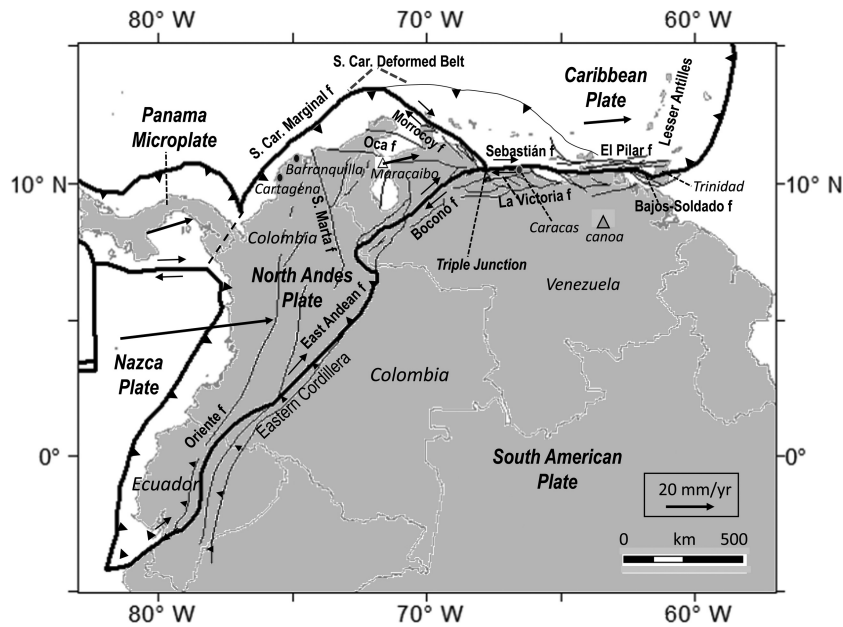 80° W
70° W
60° W
S. Car. Deformed Belt
Caribbean
Plate
Lesser Antilles
Panama
Microplate
S. Car. Marginal f
Morrocoy f
Oca f
Sebastián f
El Pilar f
10° N
10° N
Barranquilla
Maracaibo
Cartagena
Trinidad
La Victoria f
Bajos-Soldado f
S. Marta f
Boconó f
Caracas
canoa
Colombia
Triple Junction
North Andes
Plate
Venezuela
East Andean f
Nazca
Plate
Eastern Cordillera
Colombia
Oriente f
0°
0°
South American
Plate
Ecuador
20 mm/yr
0 km 500
80° W
70° W
60° W